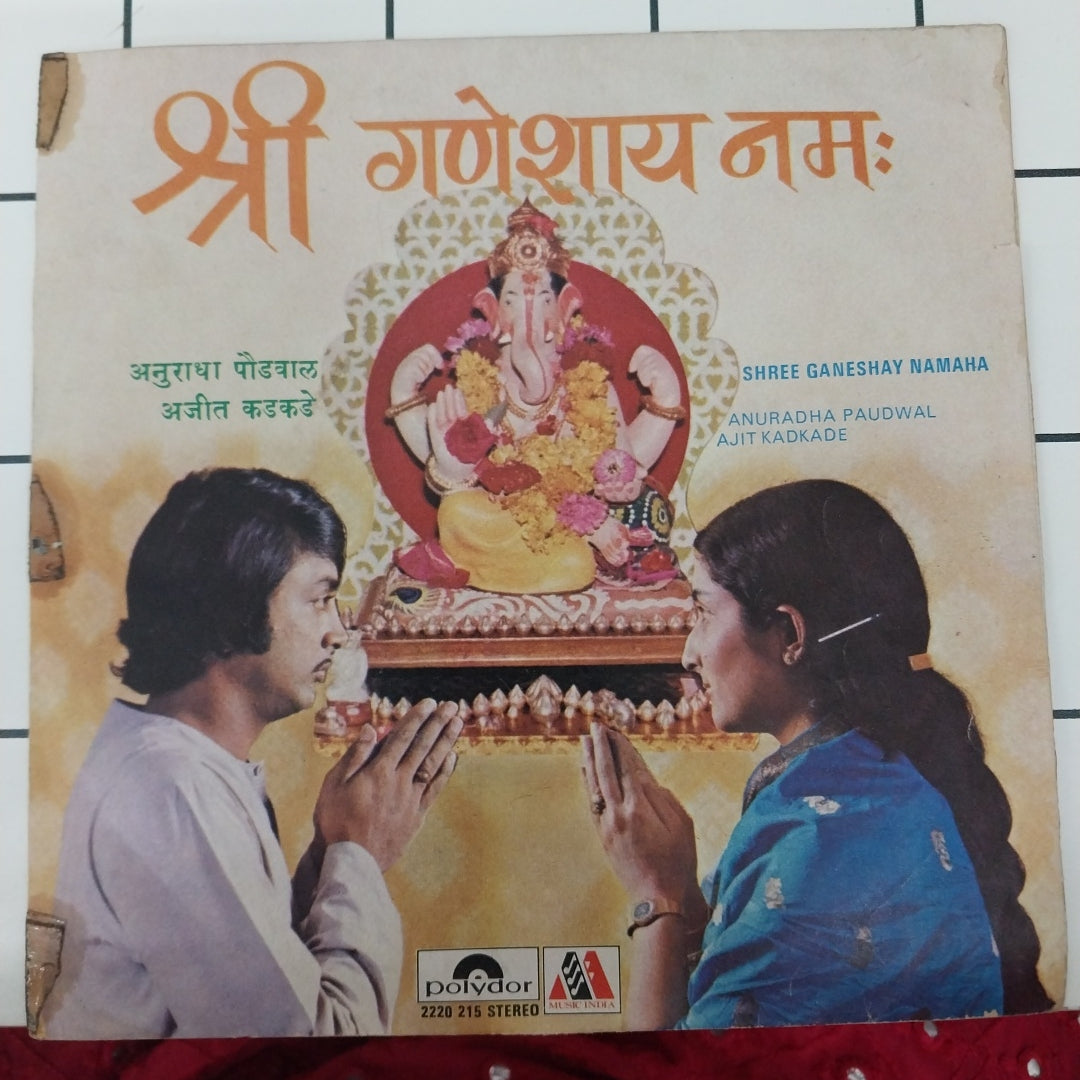 श्री गणेशाय नमः
अनुराधा पौडवाल
अजीत कडकडे
SHREE GANESHAY NAMAHA
ANURADHA PAUDWAL
AJIT KADKADE
polydor
MUSIC INDIA
2220 215 STEREO